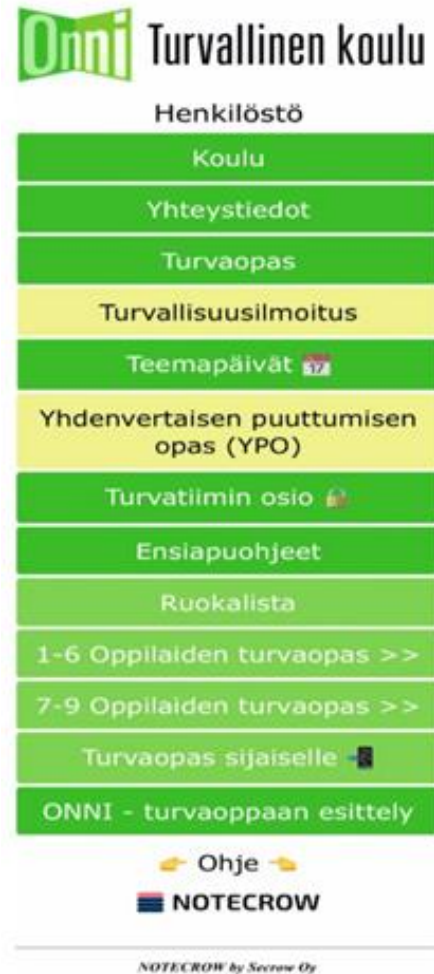 Onni Turvallinen koulu
Henkilöstö
Koulu
Yhteystiedot
Turvaopas
Turvallisuusilmoitus
Teemapäivät
Yhdenvertaisen puuttumisen
opas (YPO)
Turvatiimin osio
Ensiapuohjeet
Ruokalista
1-6 Oppilaiden turvaopas >>
7-9 Oppilaiden turvaopas >>
Turvaopas sijaiselle
ONNI - turvaoppaan esittely
Ohje
NOTECROW
NOTECROW by Secrow Oy